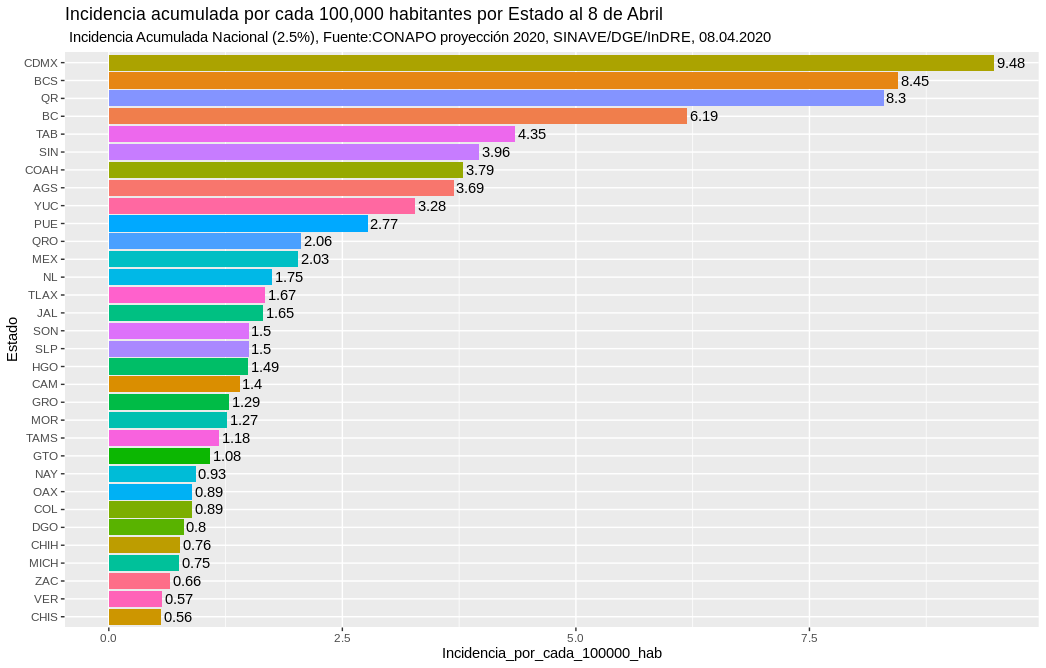 Incidencia acumulada por cada 100,000 habitantes por Estado al 8 de Abril
Incidencia Acumulada Nacional (2.5%), Fuente:CONAPO proyección 2020, SINAVE/DGE/InDRE, 08.04.2020
Estado
CDMX 9.48
BCS 8.45
QR 8.3
BC 6.19
TAB 4.35
SIN 3.96
COAH 3.79
AGS 3.69
YUC 3.28
PUE 2.77
QRO 2.06
MEX 2.03
NL 1.75
TLAX 1.67
JAL 1.65
SON 1.5
SLP 1.5
HGO 1.49
CAM 1.4
GRO 1.29
MOR 1.27
TAMS 1.18
GTO 1.08
NAY 0.93
OAX 0.89
COL 0.89
DGO 0.8
CHIH 0.76
MICH 0.75
ZAC 0.66
VER 0.57
CHIS 0.56
0.0 2.5 5.0 7.5
Incidencia_por_cada_100000_hab